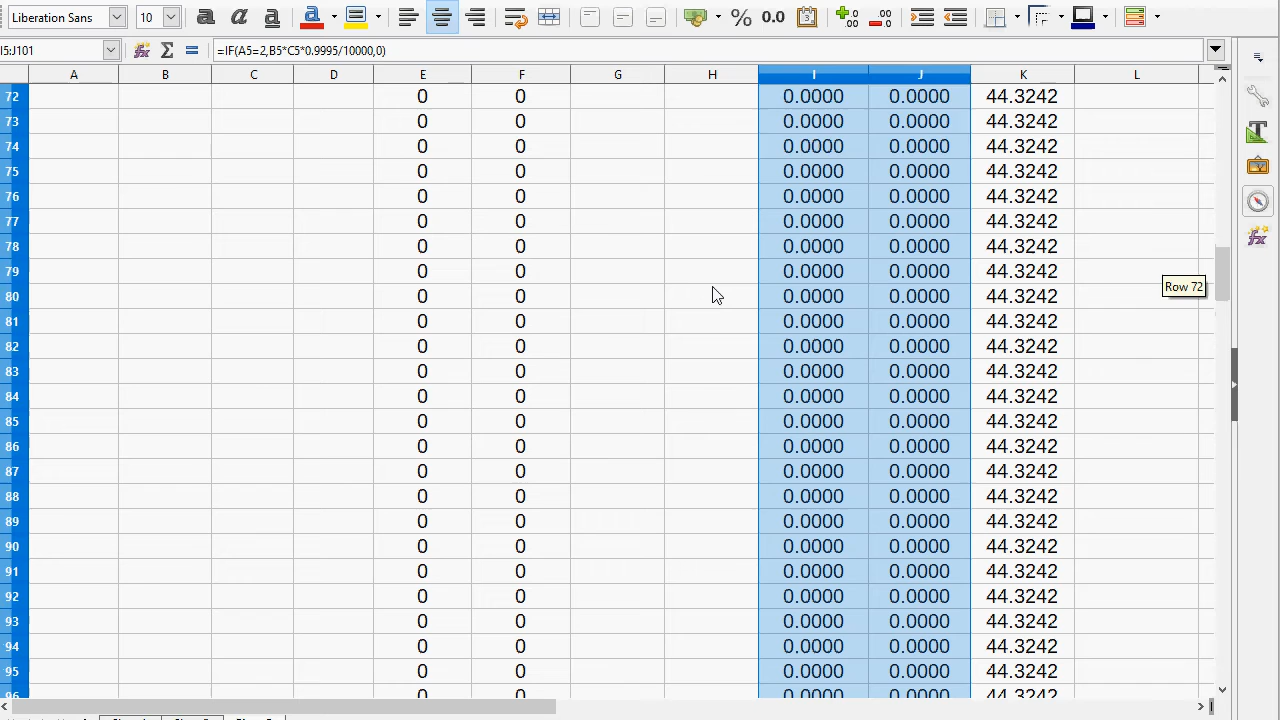 Liberation Sans 10 a a a a % 0.0 .00 .00
I5:J101 fx Σ = =IF(A5=2,B5*C5*0.9995/10000,0)
A B C D E F G H I J K L
72 0 0 0.0000 0.0000 44.3242
73 0 0 0.0000 0.0000 44.3242
74 0 0 0.0000 0.0000 44.3242
75 0 0 0.0000 0.0000 44.3242
76 0 0 0.0000 0.0000 44.3242
77 0 0 0.0000 0.0000 44.3242
78 0 0 0.0000 0.0000 44.3242
79 0 0 0.0000 0.0000 44.3242
80 0 0 0.0000 0.0000 44.3242 Row 72
81 0 0 0.0000 0.0000 44.3242
82 0 0 0.0000 0.0000 44.3242
83 0 0 0.0000 0.0000 44.3242
84 0 0 0.0000 0.0000 44.3242
85 0 0 0.0000 0.0000 44.3242
86 0 0 0.0000 0.0000 44.3242
87 0 0 0.0000 0.0000 44.3242
88 0 0 0.0000 0.0000 44.3242
89 0 0 0.0000 0.0000 44.3242
90 0 0 0.0000 0.0000 44.3242
91 0 0 0.0000 0.0000 44.3242
92 0 0 0.0000 0.0000 44.3242
93 0 0 0.0000 0.0000 44.3242
94 0 0 0.0000 0.0000 44.3242
95 0 0 0.0000 0.0000 44.3242
96 0 0 0.0000 0.0000 44.3242